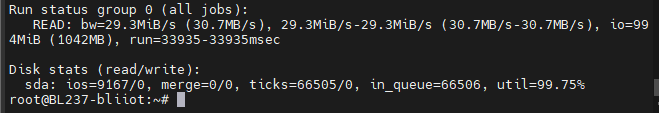 Run status group 0 (all jobs):
   READ: bw=29.3MiB/s (30.7MB/s), 29.3MiB/s-29.3MiB/s (30.7MB/s-30.7MB/s), io=99
4MiB (1042MB), run=33935-33935msec

Disk stats (read/write):
  sda: ios=9167/0, merge=0/0, ticks=66505/0, in_queue=66506, util=99.75%
root@BL237-bliiot:~#